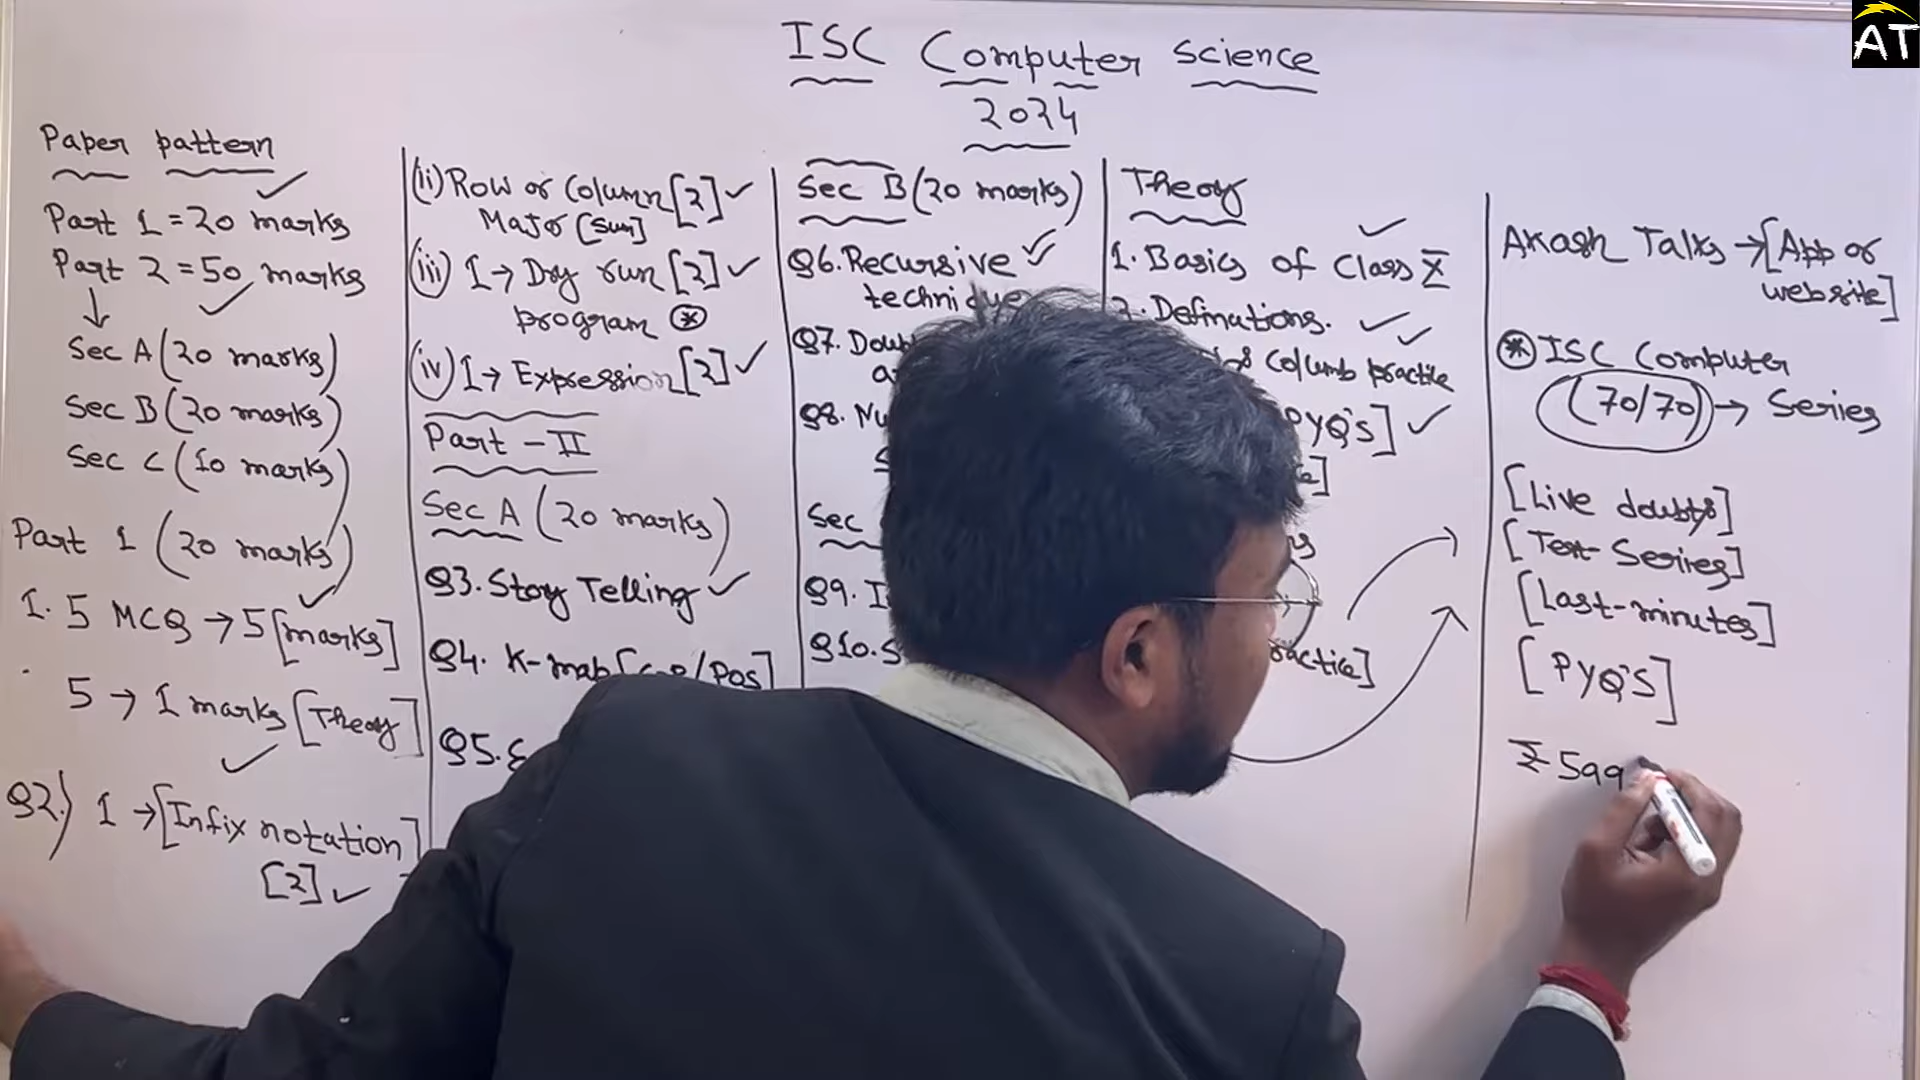 AT
ISC Computer Science
2024
Paper pattern
Part 1 = 20 marks
Part 2 = 50 marks
Sec A (20 marks)
Sec B (20 marks)
Sec C (10 marks)
Part 1 (20 marks)
1. 5 MCQ → 5 [marks]
5 → 1 marks [Theory]
Q2.) 1 → [Infix notation]
[2]
(ii) Row or Column [2]
Major [sum]
(iii) 1 → Dry run [2]
program
(iv) 1 → Expression [2]
Part - II
Sec A (20 marks)
Q3. Story Telling
Q4. K-map [ /Pos]
Q5.
Sec B (20 marks)
Q6. Recursive
technique
Q7.
Q8.
Sec
Q9.
Q10.
Theory
1. Basics of Class X
2. Definations.
Columb practice
PYQ'S]
Akash Talks → [App or
website]
ISC Computer
(70/70) → Series
[Live doubts]
[Test Series]
[Last-minutes]
[PYQ'S]
₹ 599